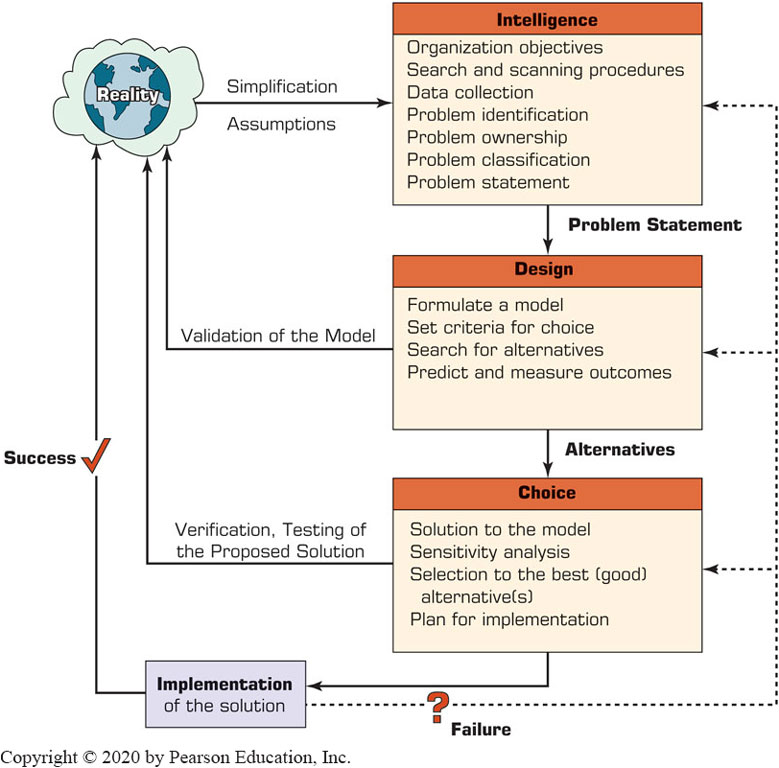 Intelligence
Organization objectives
Search and scanning procedures
Data collection
Problem identification
Problem ownership
Problem classification
Problem statement
Reality
Simplification
Assumptions
Problem Statement
Design
Formulate a model
Set criteria for choice
Search for alternatives
Predict and measure outcomes
Validation of the Model
Alternatives
Success
Choice
Solution to the model
Sensitivity analysis
Selection to the best (good)
alternative(s)
Plan for implementation
Verification, Testing of
the Proposed Solution
Implementation
of the solution
?
Failure
Copyright © 2020 by Pearson Education, Inc.